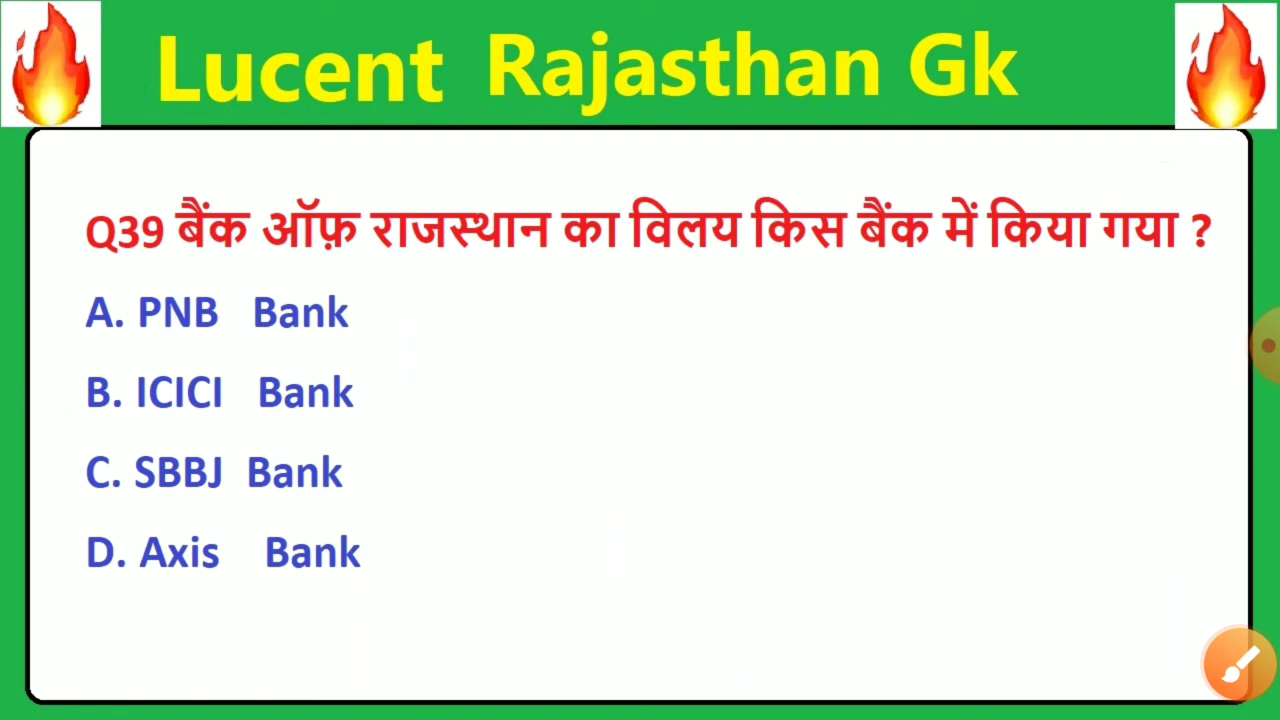 Lucent Rajasthan Gk
Q39 बैंक ऑफ़ राजस्थान का विलय किस बैंक में किया गया ?
A. PNB Bank
B. ICICI Bank
C. SBBJ Bank
D. Axis Bank